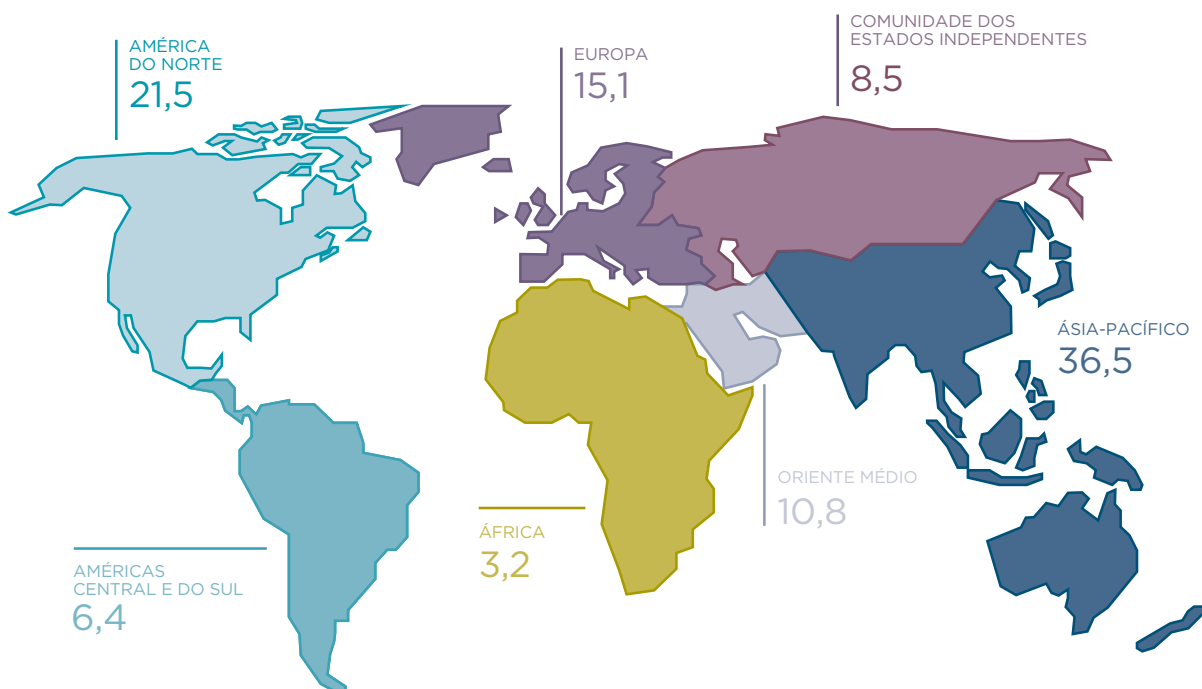 AMÉRICA
DO NORTE
21,5
EUROPA
15,1
COMUNIDADE DOS
ESTADOS INDEPENDENTES
8,5
ÁSIA-PACÍFICO
36,5
ORIENTE MÉDIO
10,8
ÁFRICA
3,2
AMÉRICAS
CENTRAL E DO SUL
6,4